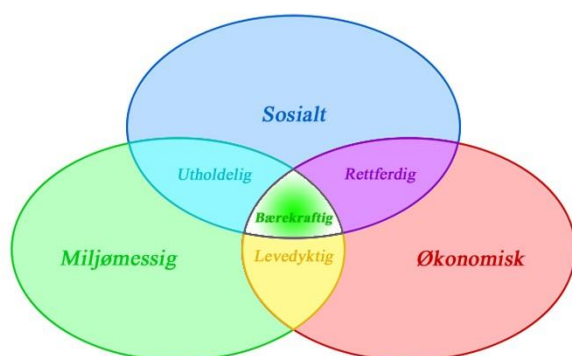 Sosialt
Utholdelig
Rettferdig
Bærekraftig
Miljømessig
Levedyktig
Økonomisk